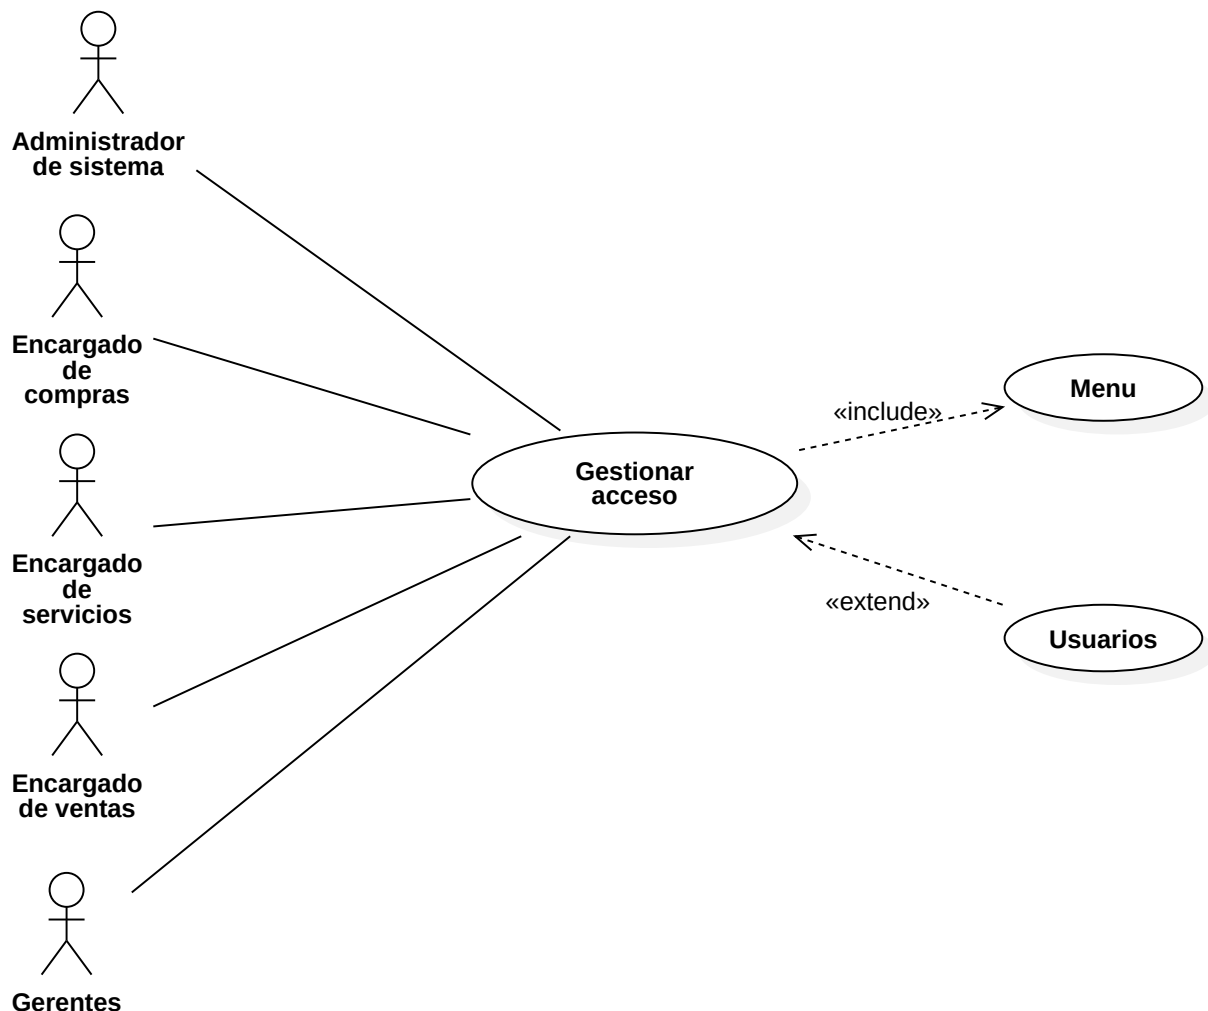 Administrador
de sistema
Encargado
de
compras
«include»
Menu
Gestionar
acceso
Encargado
de
servicios
«extend»
Usuarios
Encargado
de ventas
Gerentes